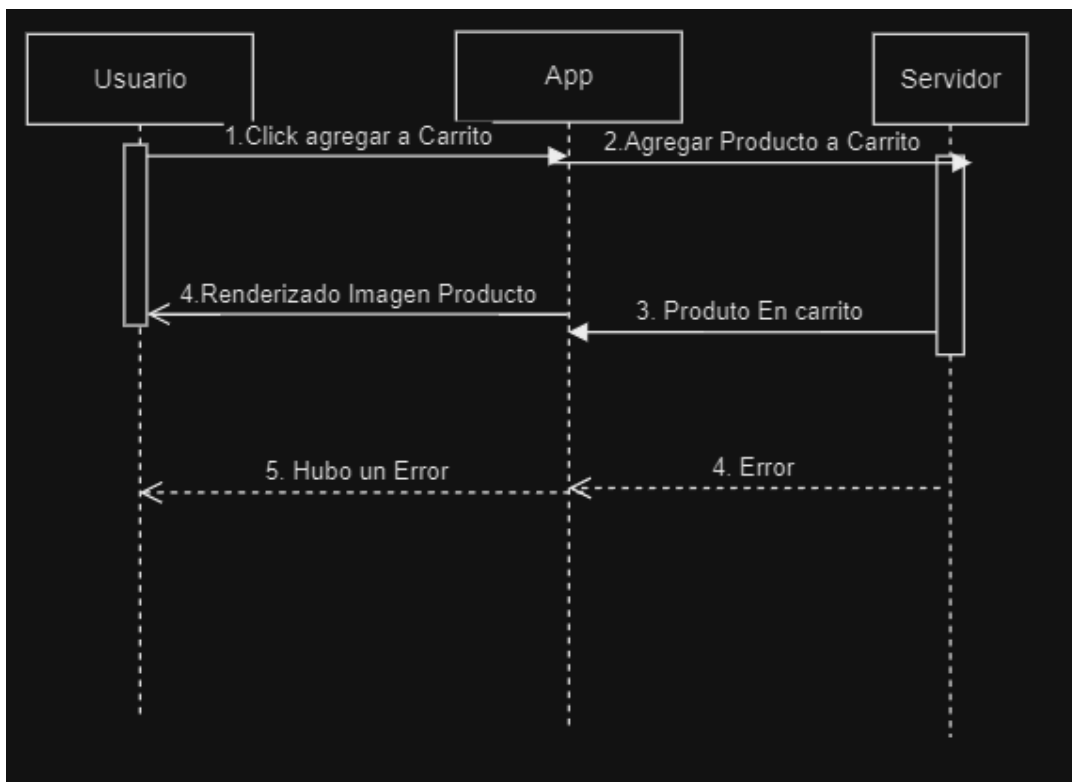 Usuario
App
Servidor
1.Click agregar a Carrito
2.Agregar Producto a Carrito
4.Renderizado Imagen Producto
3. Produto En carrito
5. Hubo un Error
4. Error